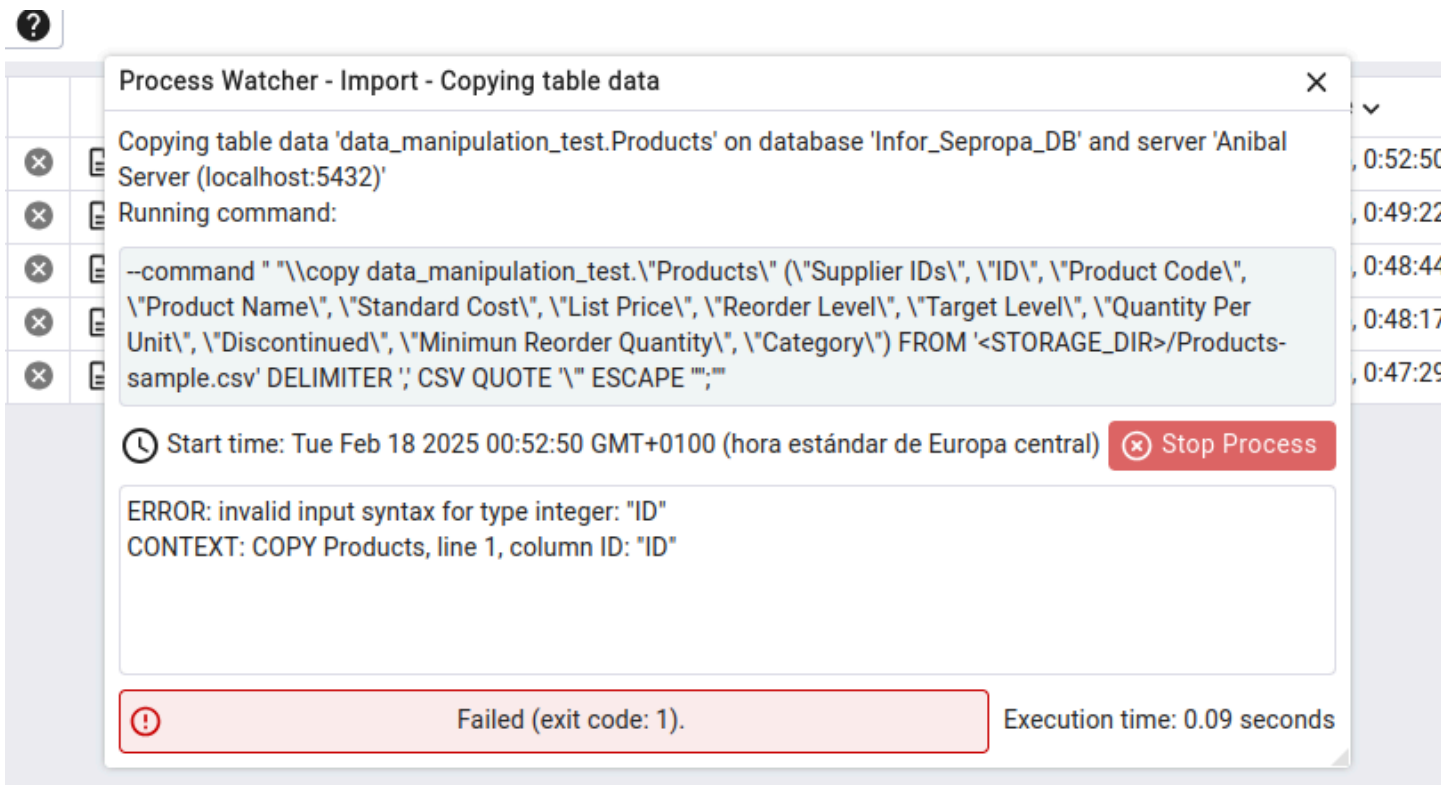 ?
Process Watcher - Import - Copying table data
Copying table data 'data_manipulation_test.Products' on database 'Infor_Sepropa_DB' and server 'Anibal
Server (localhost:5432)'
Running command:
--command " "\\copy data_manipulation_test.\"Products\" (\"Supplier IDs\", \"ID\", \"Product Code\",
\"Product Name\", \"Standard Cost\", \"List Price\", \"Reorder Level\", \"Target Level\", \"Quantity Per
Unit\", \"Discontinued\", \"Minimun Reorder Quantity\", \"Category\") FROM '<STORAGE_DIR>/Products-
sample.csv' DELIMITER ',' CSV QUOTE '\"' ESCAPE '''';""
Start time: Tue Feb 18 2025 00:52:50 GMT+0100 (hora estándar de Europa central)
Stop Process
ERROR: invalid input syntax for type integer: "ID"
CONTEXT: COPY Products, line 1, column ID: "ID"
Failed (exit code: 1).
Execution time: 0.09 seconds
, 0:52:50
, 0:49:22
, 0:48:44
, 0:48:17
, 0:47:29